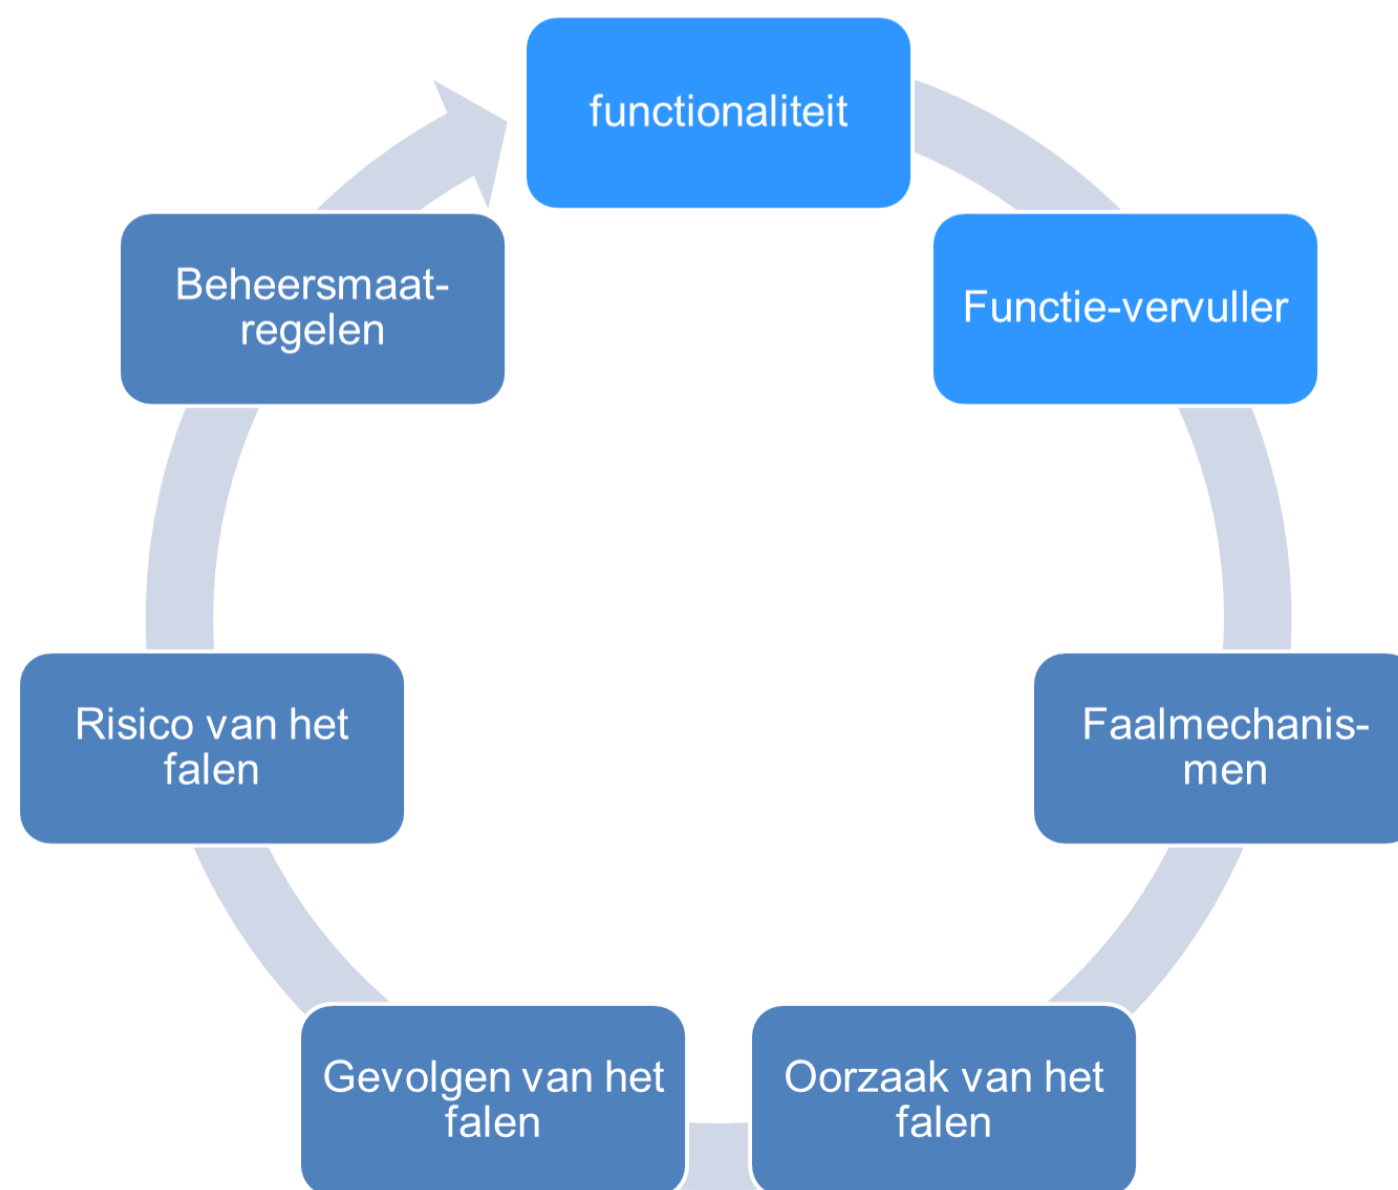 functionaliteit
Functie-vervuller
Faalmechanis-
men
Oorzaak van het
falen
Gevolgen van het
falen
Risico van het
falen
Beheersmaat-
regelen